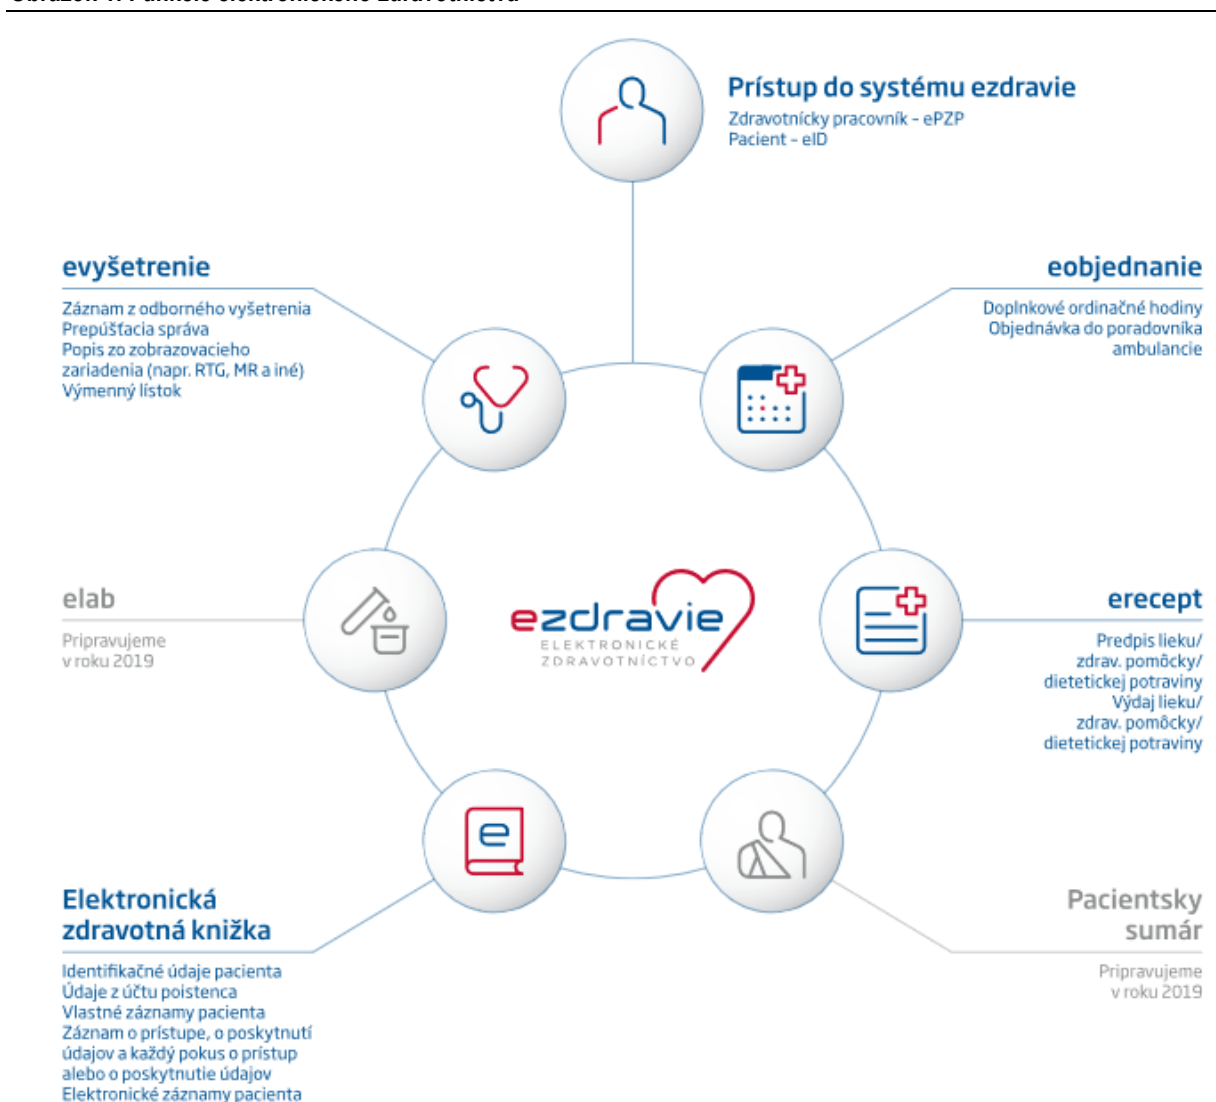 Prístup do systému ezdravie
Zdravotnícky pracovník – ePZP
Pacient – eID
evyšetrenie
Záznam z odborného vyšetrenia
Prepúšťacia správa
Popis zo zobrazovacieho
zariadenia (napr. RTG, MR a iné)
Výmenný lístok
eobjednanie
Doplnkové ordinačné hodiny
Objednávka do poradovníka
ambulancie
elab
Pripravujeme
v roku 2019
ezdravie
ELEKTRONICKÉ
ZDRAVOTNÍCTVO
erecept
Predpis lieku/
zdrav. pomôcky/
dietetickej potraviny
Výdaj lieku/
zdrav. pomôcky/
dietetickej potraviny
e
Elektronická
zdravotná knižka
Identifikačné údaje pacienta
Údaje z účtu poistenca
Vlastné záznamy pacienta
Záznam o prístupe, o poskytnutí
údajov a každý pokus o prístup
alebo o poskytnutie údajov
Elektronické záznamy pacienta
Pacientsky
sumár
Pripravujeme
v roku 2019